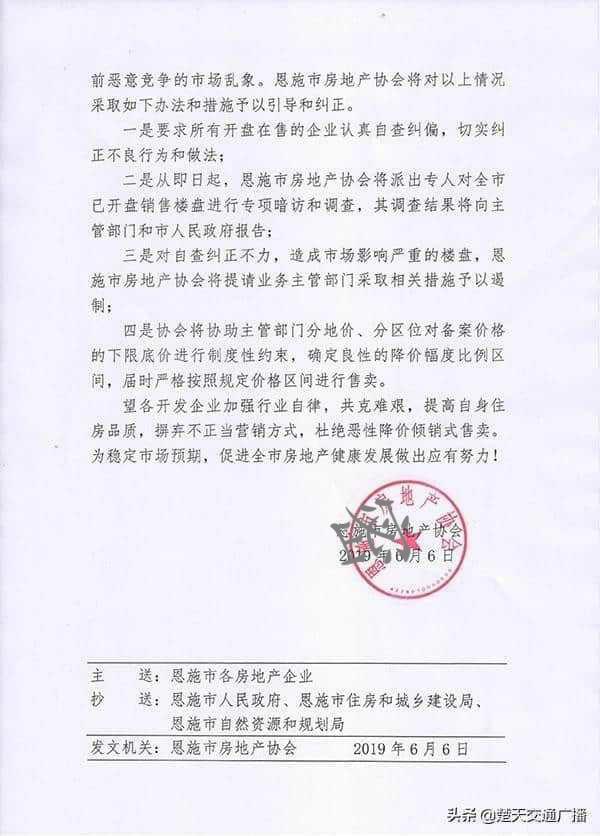 前恶意竞争的市场乱象。恩施市房地产协会将对以上情况
采取如下办法和措施予以引导和纠正。
一是要求所有开盘在售的企业认真自查纠偏，切实纠
正不良行为和做法；
二是从即日起，恩施市房地产协会将派出专人对全市
已开盘销售楼盘进行专项暗访和调查，其调查结果将向主
管部门和市人民政府报告；
三是对自查纠正不力，造成市场影响严重的楼盘，恩
施市房地产协会将提请业务主管部门采取相关措施予以遏
制；
四是协会将协助主管部门分地价、分区位对备案价格
的下限底价进行制度性约束，确定良性的降价幅度比例区
间，届时严格按照规定价格区间进行售卖。
望各开发企业加强行业自律，共克难艰，提高自身住
房品质，摒弃不正当营销方式，杜绝恶性降价倾销式售卖。
为稳定市场预期，促进全市房地产健康发展做出应有努力！
房地产协会
恩施市房地产协会
2019年6月6日
主 送：恩施市各房地产企业
抄 送：恩施市人民政府、恩施市住房和城乡建设局、
恩施市自然资源和规划局
发文机关：恩施市房地产协会 2019年6月6日
头条 @楚天交通广播